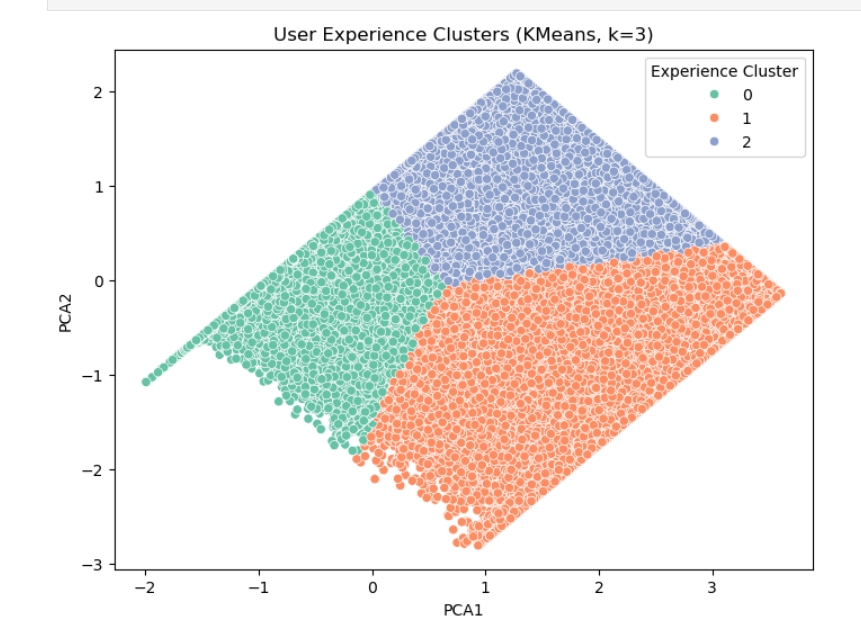 User Experience Clusters (KMeans, k=3)
Experience Cluster
0
1
2
2
1
0
−1
−2
−3
PCA2
−2 −1 0 1 2 3
PCA1